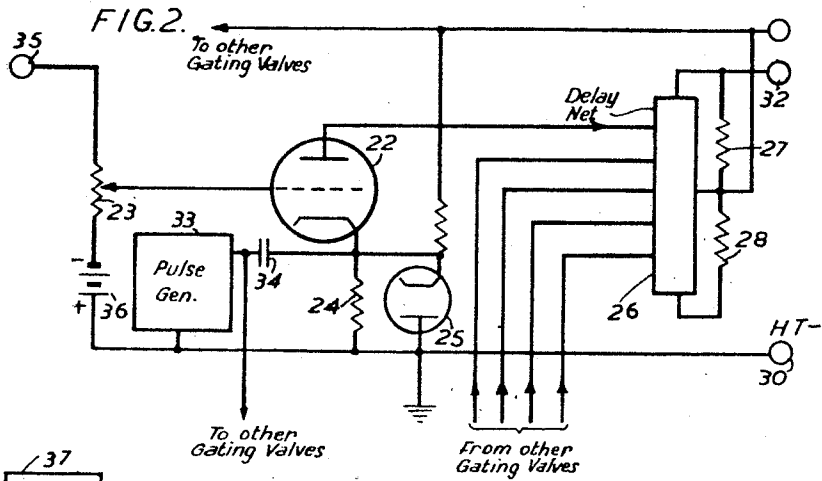 FIG.2.
35
To other
Gating Valves
32
Delay
Net
22
27
23
33
Pulse
Gen.
34
24
25
26
28
- 
+
36
HT-
30
To other
Gating Valves
From other
Gating Valves
37